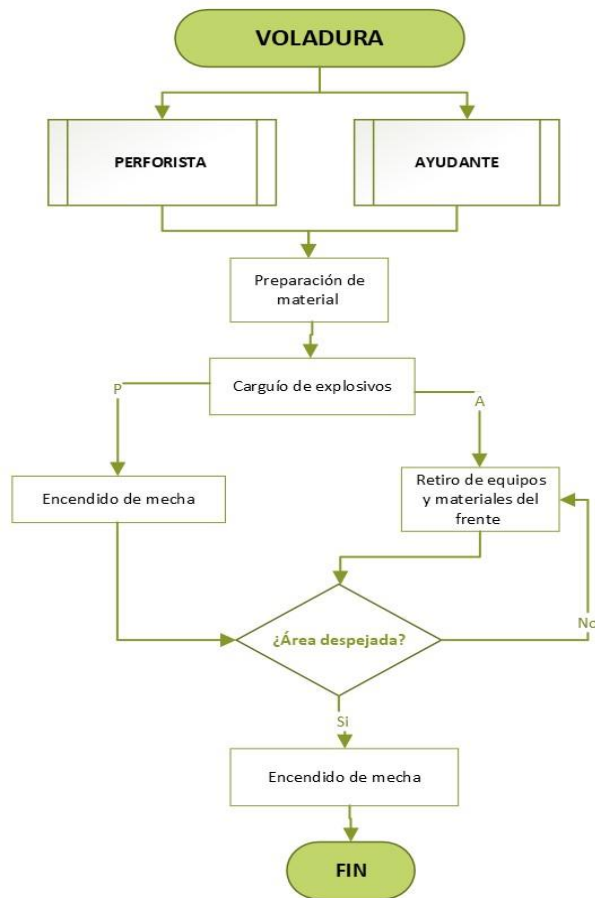 VOLADURA
PERFORISTA
AYUDANTE
Preparación de
material
Carguío de explosivos
P
A
Encendido de mecha
Retiro de equipos
y materiales del
frente
¿Área despejada?
No
Si
Encendido de mecha
FIN